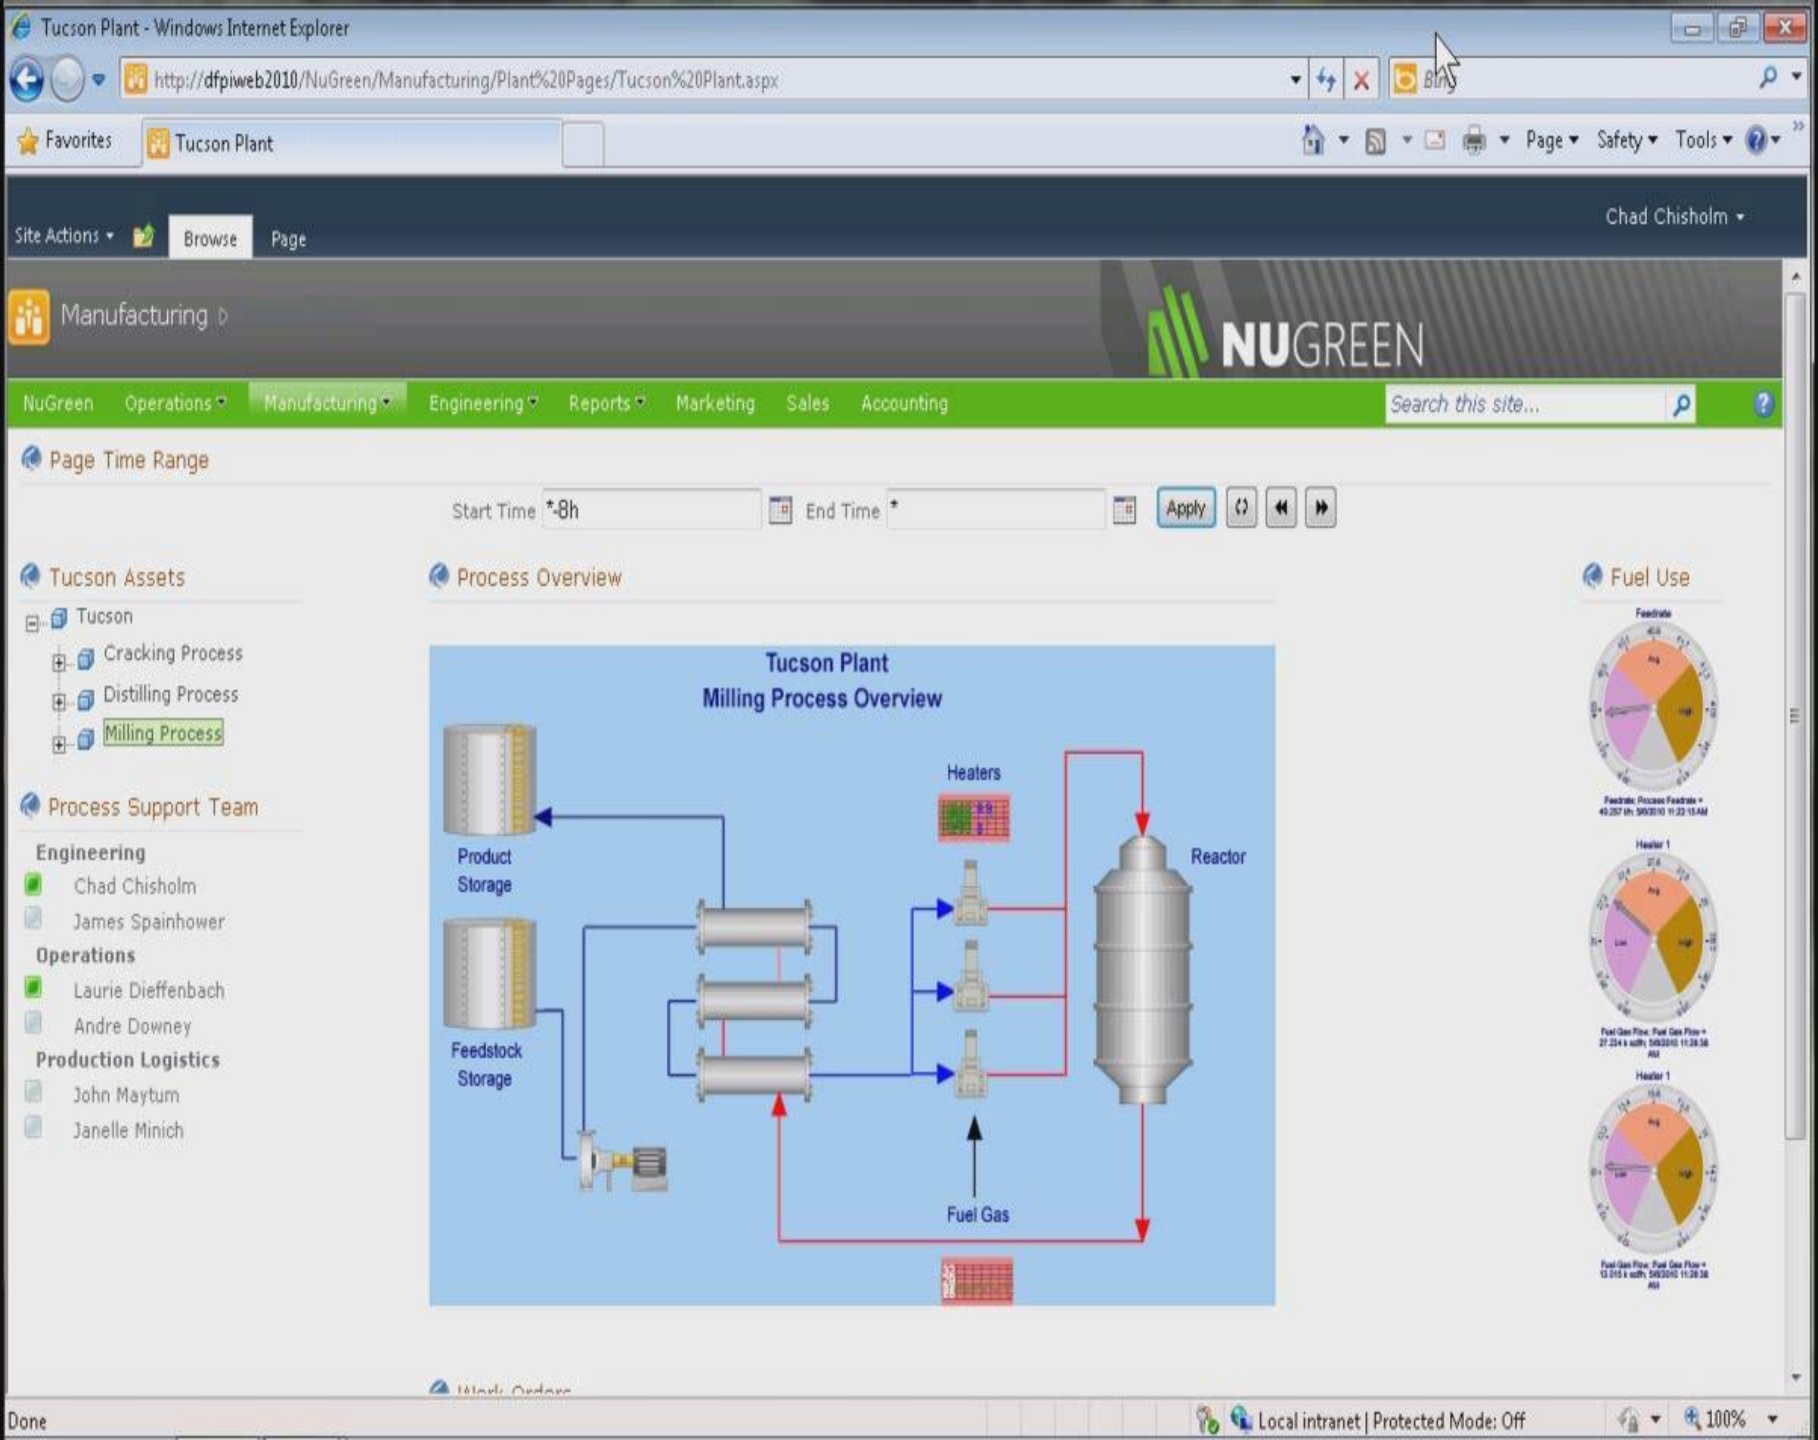 Tucson Plant - Windows Internet Explorer
http://dfpiweb2010/NuGreen/Manufacturing/Plant%20Pages/Tucson%20Plant.aspx
Bing
Favorites
Tucson Plant
Page
Safety
Tools
Chad Chisholm
Site Actions
Browse
Page
Manufacturing
NUGREEN
NuGreen Operations Manufacturing Engineering Reports Marketing Sales Accounting
Search this site...
Page Time Range
Start Time *-8h
End Time *
Apply
Tucson Assets
Tucson
Cracking Process
Distilling Process
Milling Process
Process Support Team
Engineering
Chad Chisholm
James Spainhower
Operations
Laurie Dieffenbach
Andre Downey
Production Logistics
John Maytum
Janelle Minich
Process Overview
Tucson Plant
Milling Process Overview
Heaters
Product
Storage
Reactor
Feedstock
Storage
Fuel Gas
Fuel Use
Feedrate
Heater 1
Heater 1
Work Orders
Done
Local intranet | Protected Mode: Off
100%